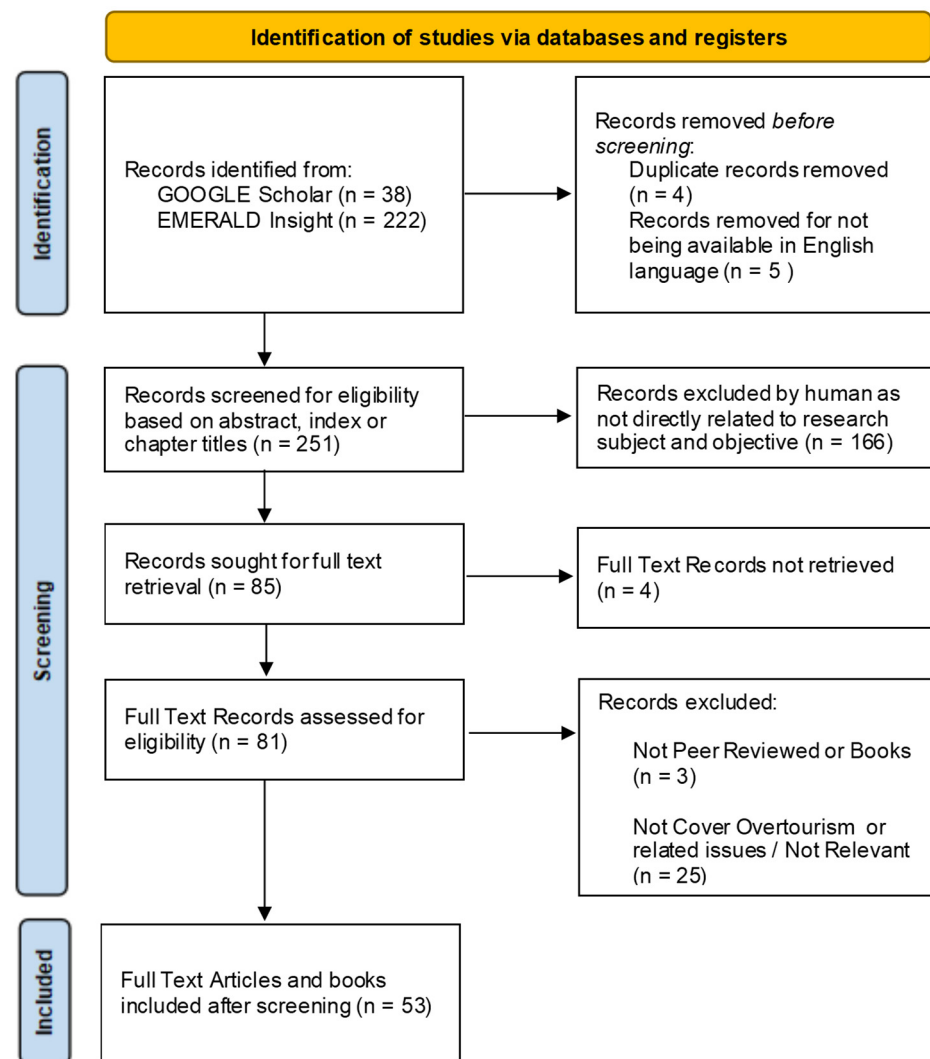 Identification of studies via databases and registers
Identification
Records identified from:
GOOGLE Scholar (n = 38)
EMERALD Insight (n = 222)
Records removed before
screening:
Duplicate records removed
(n = 4)
Records removed for not
being available in English
language (n = 5 )
Screening
Records screened for eligibility
based on abstract, index or
chapter titles (n = 251)
Records excluded by human as
not directly related to research
subject and objective (n = 166)
Records sought for full text
retrieval (n = 85)
Full Text Records not retrieved
(n = 4)
Full Text Records assessed for
eligibility (n = 81)
Records excluded:
Not Peer Reviewed or Books
(n = 3)
Not Cover Overtourism or
related issues / Not Relevant
(n = 25)
Included
Full Text Articles and books
included after screening (n = 53)